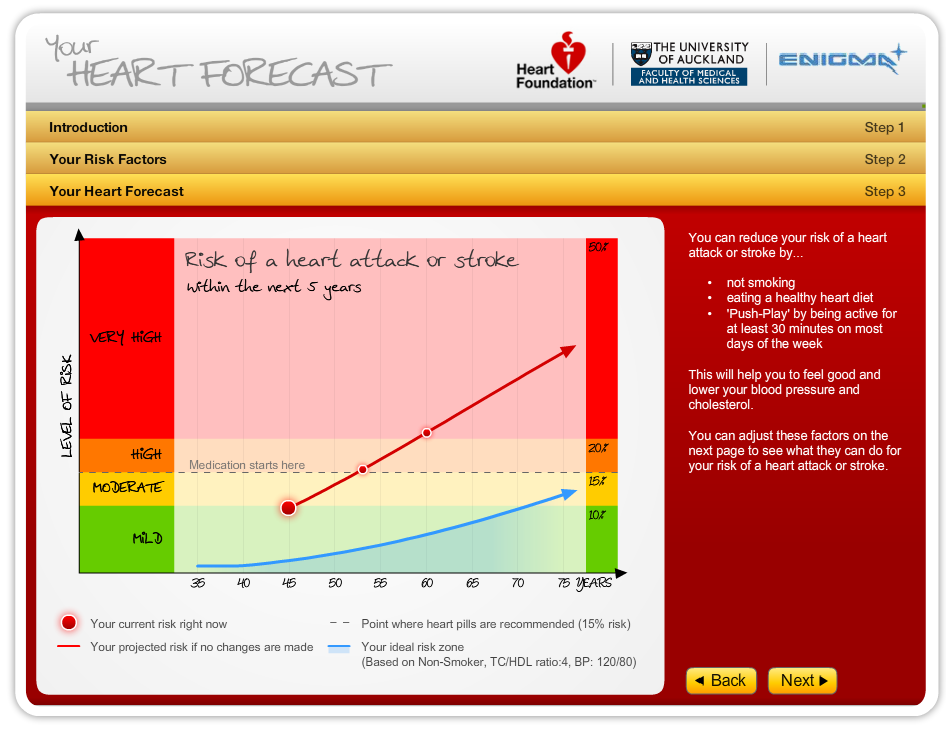 Your
HEART FORECAST
Heart
Foundation™
THE UNIVERSITY
OF AUCKLAND
FACULTY OF MEDICAL
AND HEALTH SCIENCES
ENIGMA
Introduction Step 1
Your Risk Factors Step 2
Your Heart Forecast Step 3
Risk of a heart attack or stroke
within the next 5 years
LEVEL OF RISK
50%
VERY HIGH
HIGH
20%
Medication starts here
MODERATE
15%
MILD
10%
35 40 45 50 55 60 65 70 75 YEARS
Your current risk right now
Your projected risk if no changes are made
Point where heart pills are recommended (15% risk)
Your ideal risk zone
(Based on Non-Smoker, TC/HDL ratio:4, BP: 120/80)
You can reduce your risk of a heart
attack or stroke by...
• not smoking
• eating a healthy heart diet
• 'Push-Play' by being active for
at least 30 minutes on most
days of the week
This will help you to feel good and
lower your blood pressure and
cholesterol.
You can adjust these factors on the
next page to see what they can do for
your risk of a heart attack or stroke.
Back
Next